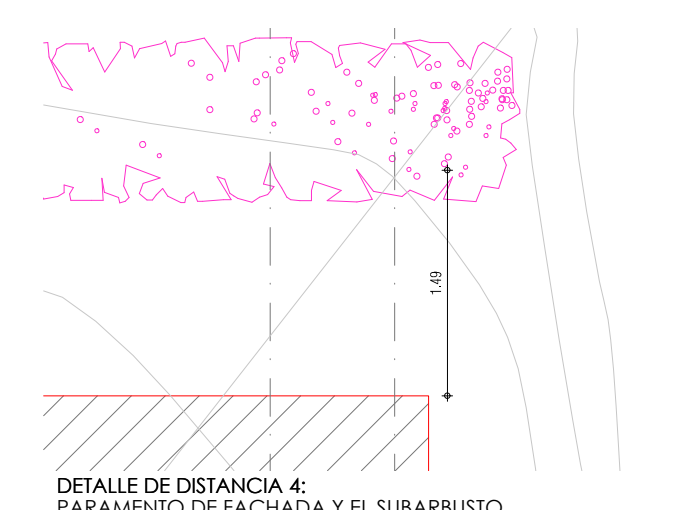 1.49
DETALLE DE DISTANCIA 4:
PARAMENTO DE FACHADA Y EL SUBARBUSTO